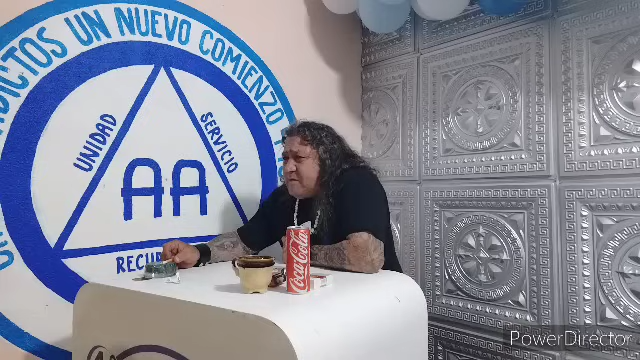 DICTOS UN NUEVO COMIENZO
UNIDAD
SERVICIO
AA
RECU
Coca-Cola
PowerDirector